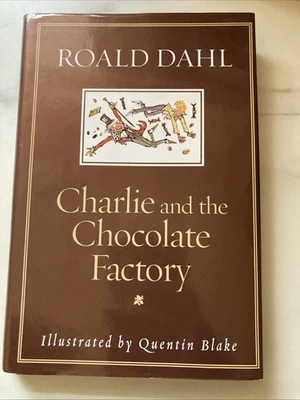 ROALD DAHL
Charlie and the
Chocolate
Factory
Illustrated by Quentin Blake